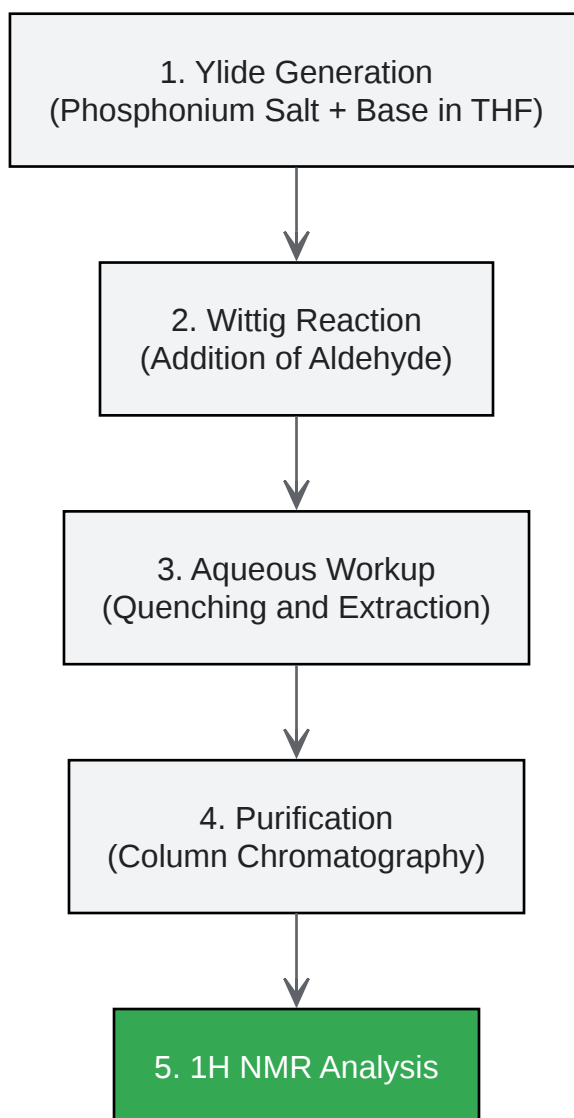 1. Ylide Generation
(Phosphonium Salt + Base in THF)
2. Wittig Reaction
(Addition of Aldehyde)
3. Aqueous Workup
(Quenching and Extraction)
4. Purification
(Column Chromatography)
5. 1H NMR Analysis